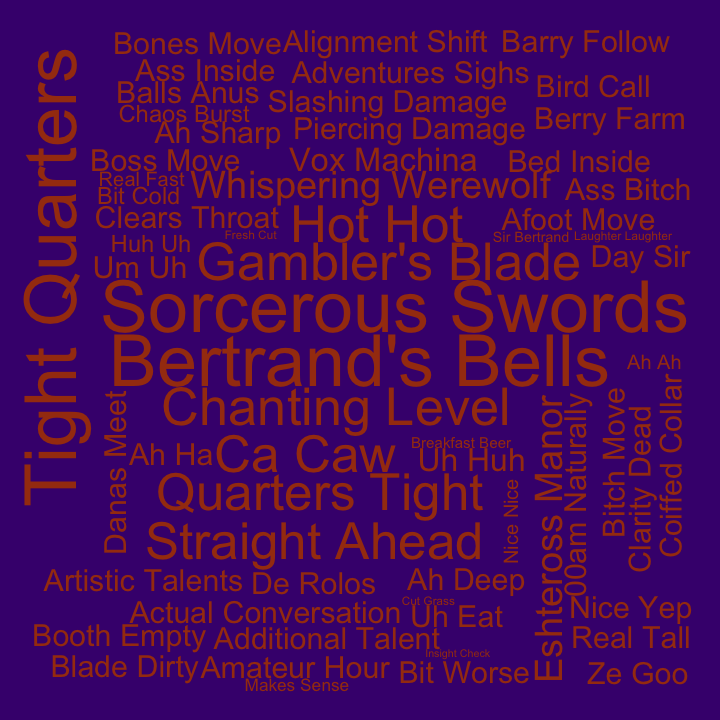 Bones Move
Alignment Shift
Barry Follow
Ass Inside
Adventures Sighs
Bird Call
Balls Anus
Slashing Damage
Chaos Burst
Berry Farm
Ah Sharp
Piercing Damage
Boss Move
Vox Machina
Bed Inside
Real Fast
Whispering Werewolf
Ass Bitch
Bit Cold
Clears Throat
Hot Hot
Afoot Move
Huh Uh
Fresh Cut
Sir Bertrand
Laughter Laughter
Um Uh
Gambler's Blade
Day Sir
Tight Quarters
Sorcerous Swords
Bertrand's Bells
Ah Ah
Chanting Level
Danas Meet
Ah Ha
Ca Caw
Breakfast Beer
Uh Huh
Quarters Tight
Nice Nice
Eshteross Manor
00am Naturally
Bitch Move
Clarity Dead
Coiffed Collar
Straight Ahead
Artistic Talents
De Rolos
Ah Deep
Cut Grass
Actual Conversation
Uh Eat
Nice Yep
Booth Empty
Additional Talent
Real Tall
Insight Check
Blade Dirty
Amateur Hour
Bit Worse
Ze Goo
Makes Sense